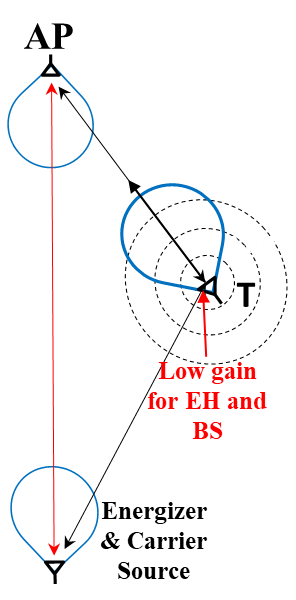 AP
T
Low gain
for EH and
BS
Energizer
& Carrier
Source